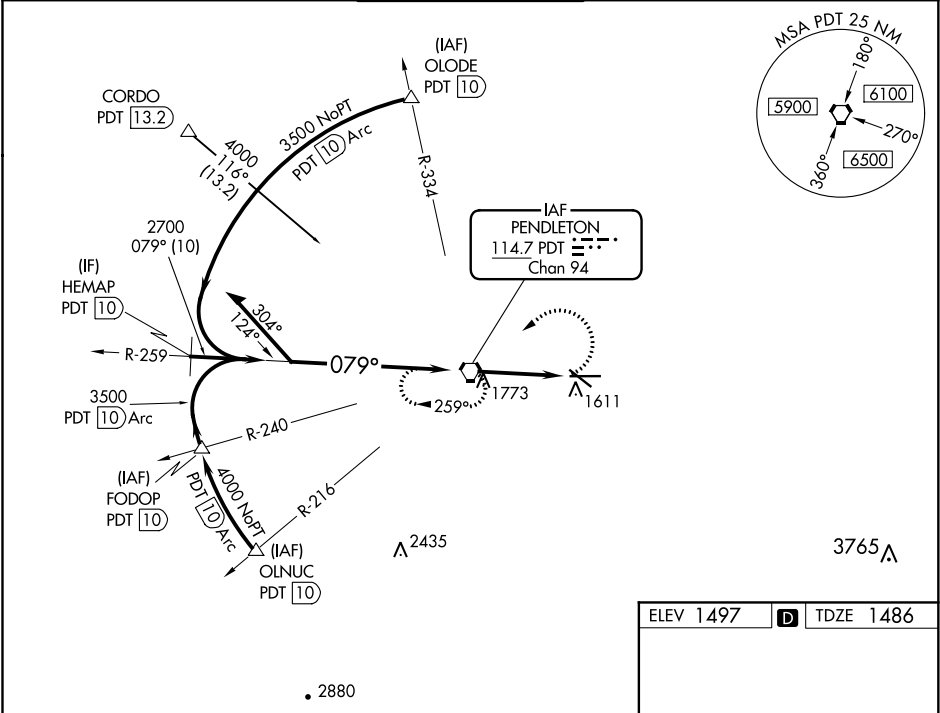 (IAF)
OLODE
PDT 10
CORDO
PDT 13.2
4000
116°
(13.2)
3500 NoPT
PDT 10 Arc
R-334
MSA PDT 25 NM
180°
5900
6100
270°
6500
360°
IAF
PENDLETON
114.7 PDT
Chan 94
2700
079° (10)
(IF)
HEMAP
PDT 10
304°
124°
R-259
079°
1773
259°
1611
3500
PDT 10 Arc
R-240
(IAF)
FODOP
PDT 10
4000 NoPT
PDT 10 Arc
R-216
(IAF)
OLNUC
PDT 10
2435
3765
ELEV 1497 D TDZE 1486
2880